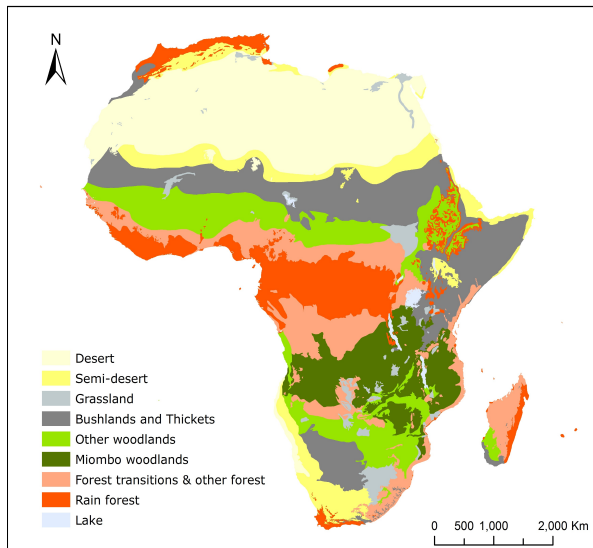 N
Desert
Semi-desert
Grassland
Bushlands and Thickets
Other woodlands
Miombo woodlands
Forest transitions & other forest
Rain forest
Lake
0 500 1,000 2,000 Km